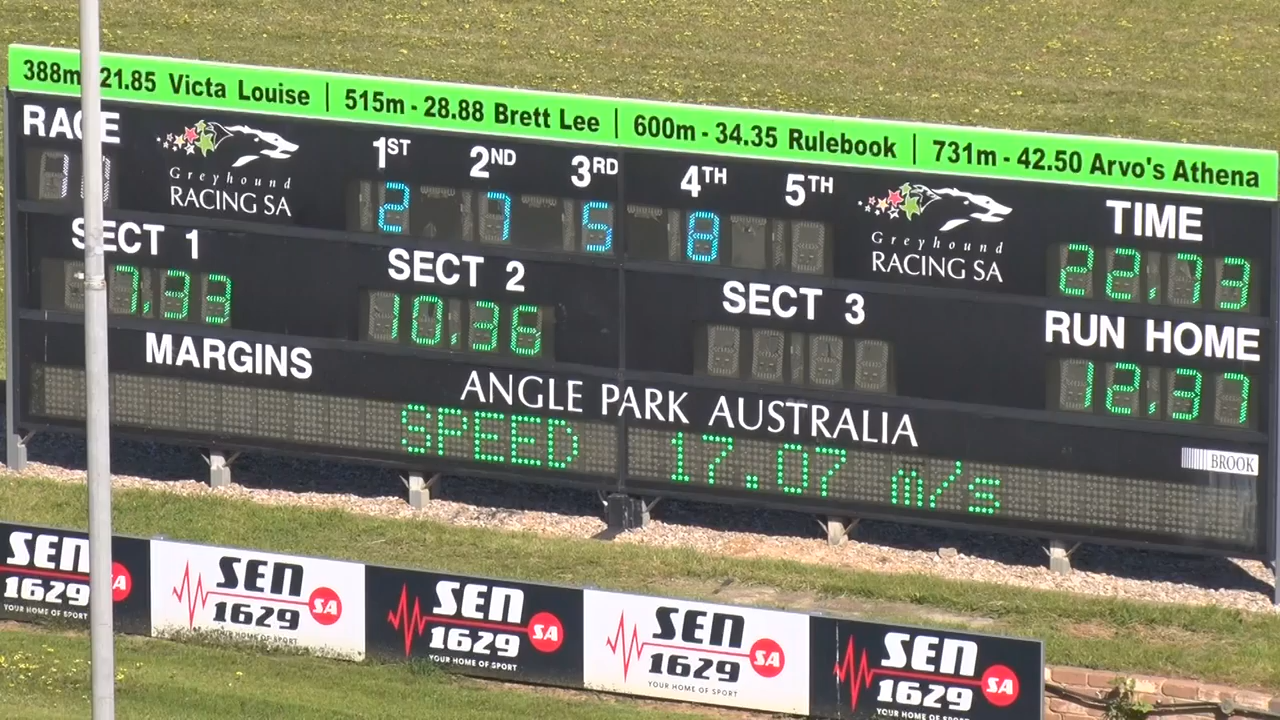 388m 21.85 Victa Louise | 515m - 28.88 Brett Lee | 600m - 34.35 Rulebook | 731m - 42.50 Arvo's Athena
RACE
Greyhound
RACING SA
1ST 2ND 3RD 4TH 5TH
2 7 5 8
Greyhound
RACING SA
TIME
22.73
SECT 1
7.33
SECT 2
10.36
SECT 3
RUN HOME
12.37
MARGINS
ANGLE PARK AUSTRALIA
SPEED 17.07 m/s
BROOK
SEN
1629 SA
YOUR HOME OF SPORT
SEN
1629 SA
YOUR HOME OF SPORT
SEN
1629 SA
YOUR HOME OF SPORT
SEN
1629 SA
YOUR HOME OF SPORT
SEN
1629 SA
YOUR HOME OF SPORT